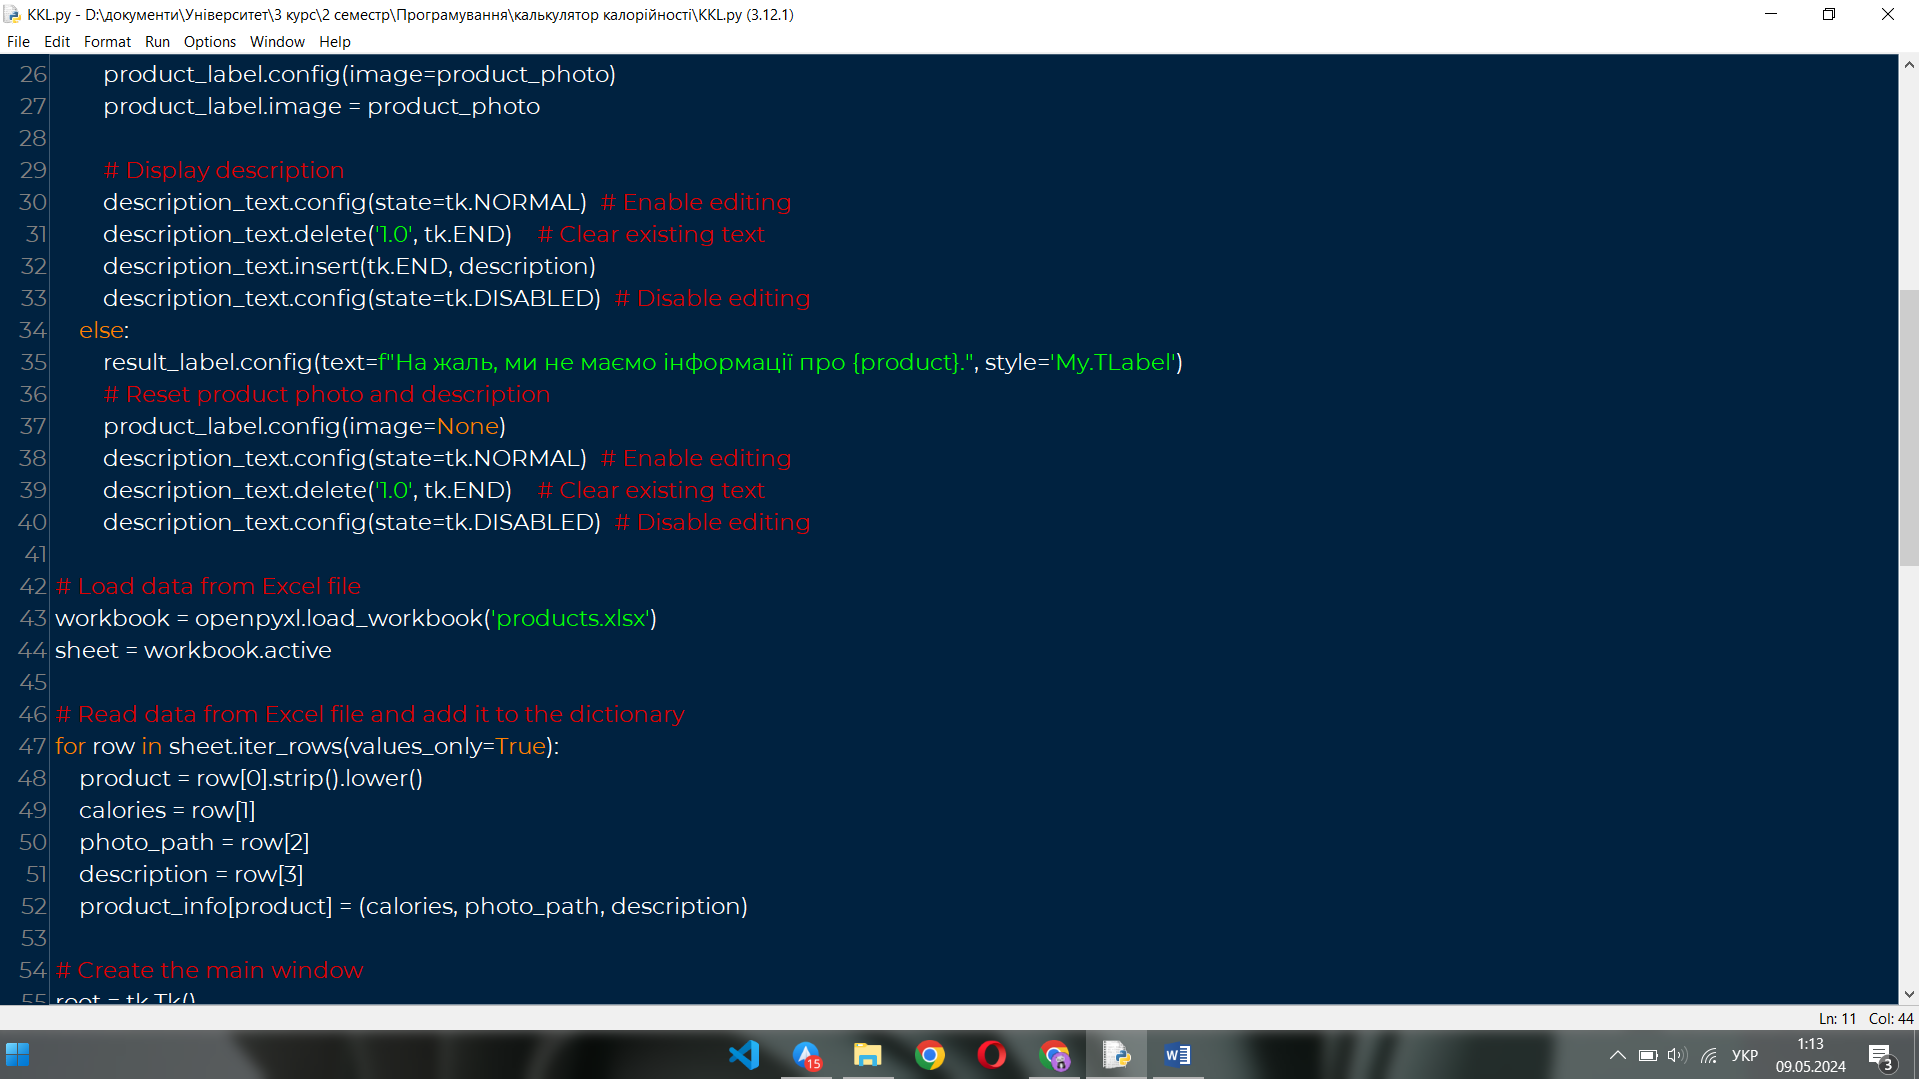 KKL.py - D:\документи\Університет\3 курс\2 семестр\Програмування\калькулятор калорійності\KKL.py (3.12.1)
File Edit Format Run Options Window Help
26 product_label.config(image=product_photo)
27 product_label.image = product_photo
28
29 # Display description
30 description_text.config(state=tk.NORMAL)  # Enable editing
31 description_text.delete('1.0', tk.END)    # Clear existing text
32 description_text.insert(tk.END, description)
33 description_text.config(state=tk.DISABLED)  # Disable editing
34 else:
35 result_label.config(text=f"На жаль, ми не маємо інформації про {product}.", style='My.TLabel')
36 # Reset product photo and description
37 product_label.config(image=None)
38 description_text.config(state=tk.NORMAL)  # Enable editing
39 description_text.delete('1.0', tk.END)    # Clear existing text
40 description_text.config(state=tk.DISABLED)  # Disable editing
41
42 # Load data from Excel file
43 workbook = openpyxl.load_workbook('products.xlsx')
44 sheet = workbook.active
45
46 # Read data from Excel file and add it to the dictionary
47 for row in sheet.iter_rows(values_only=True):
48 product = row[0].strip().lower()
49 calories = row[1]
50 photo_path = row[2]
51 description = row[3]
52 product_info[product] = (calories, photo_path, description)
53
54 # Create the main window
55 root = tk.Tk()
Ln: 11 Col: 44
15
УКР
1:13
09.05.2024
3